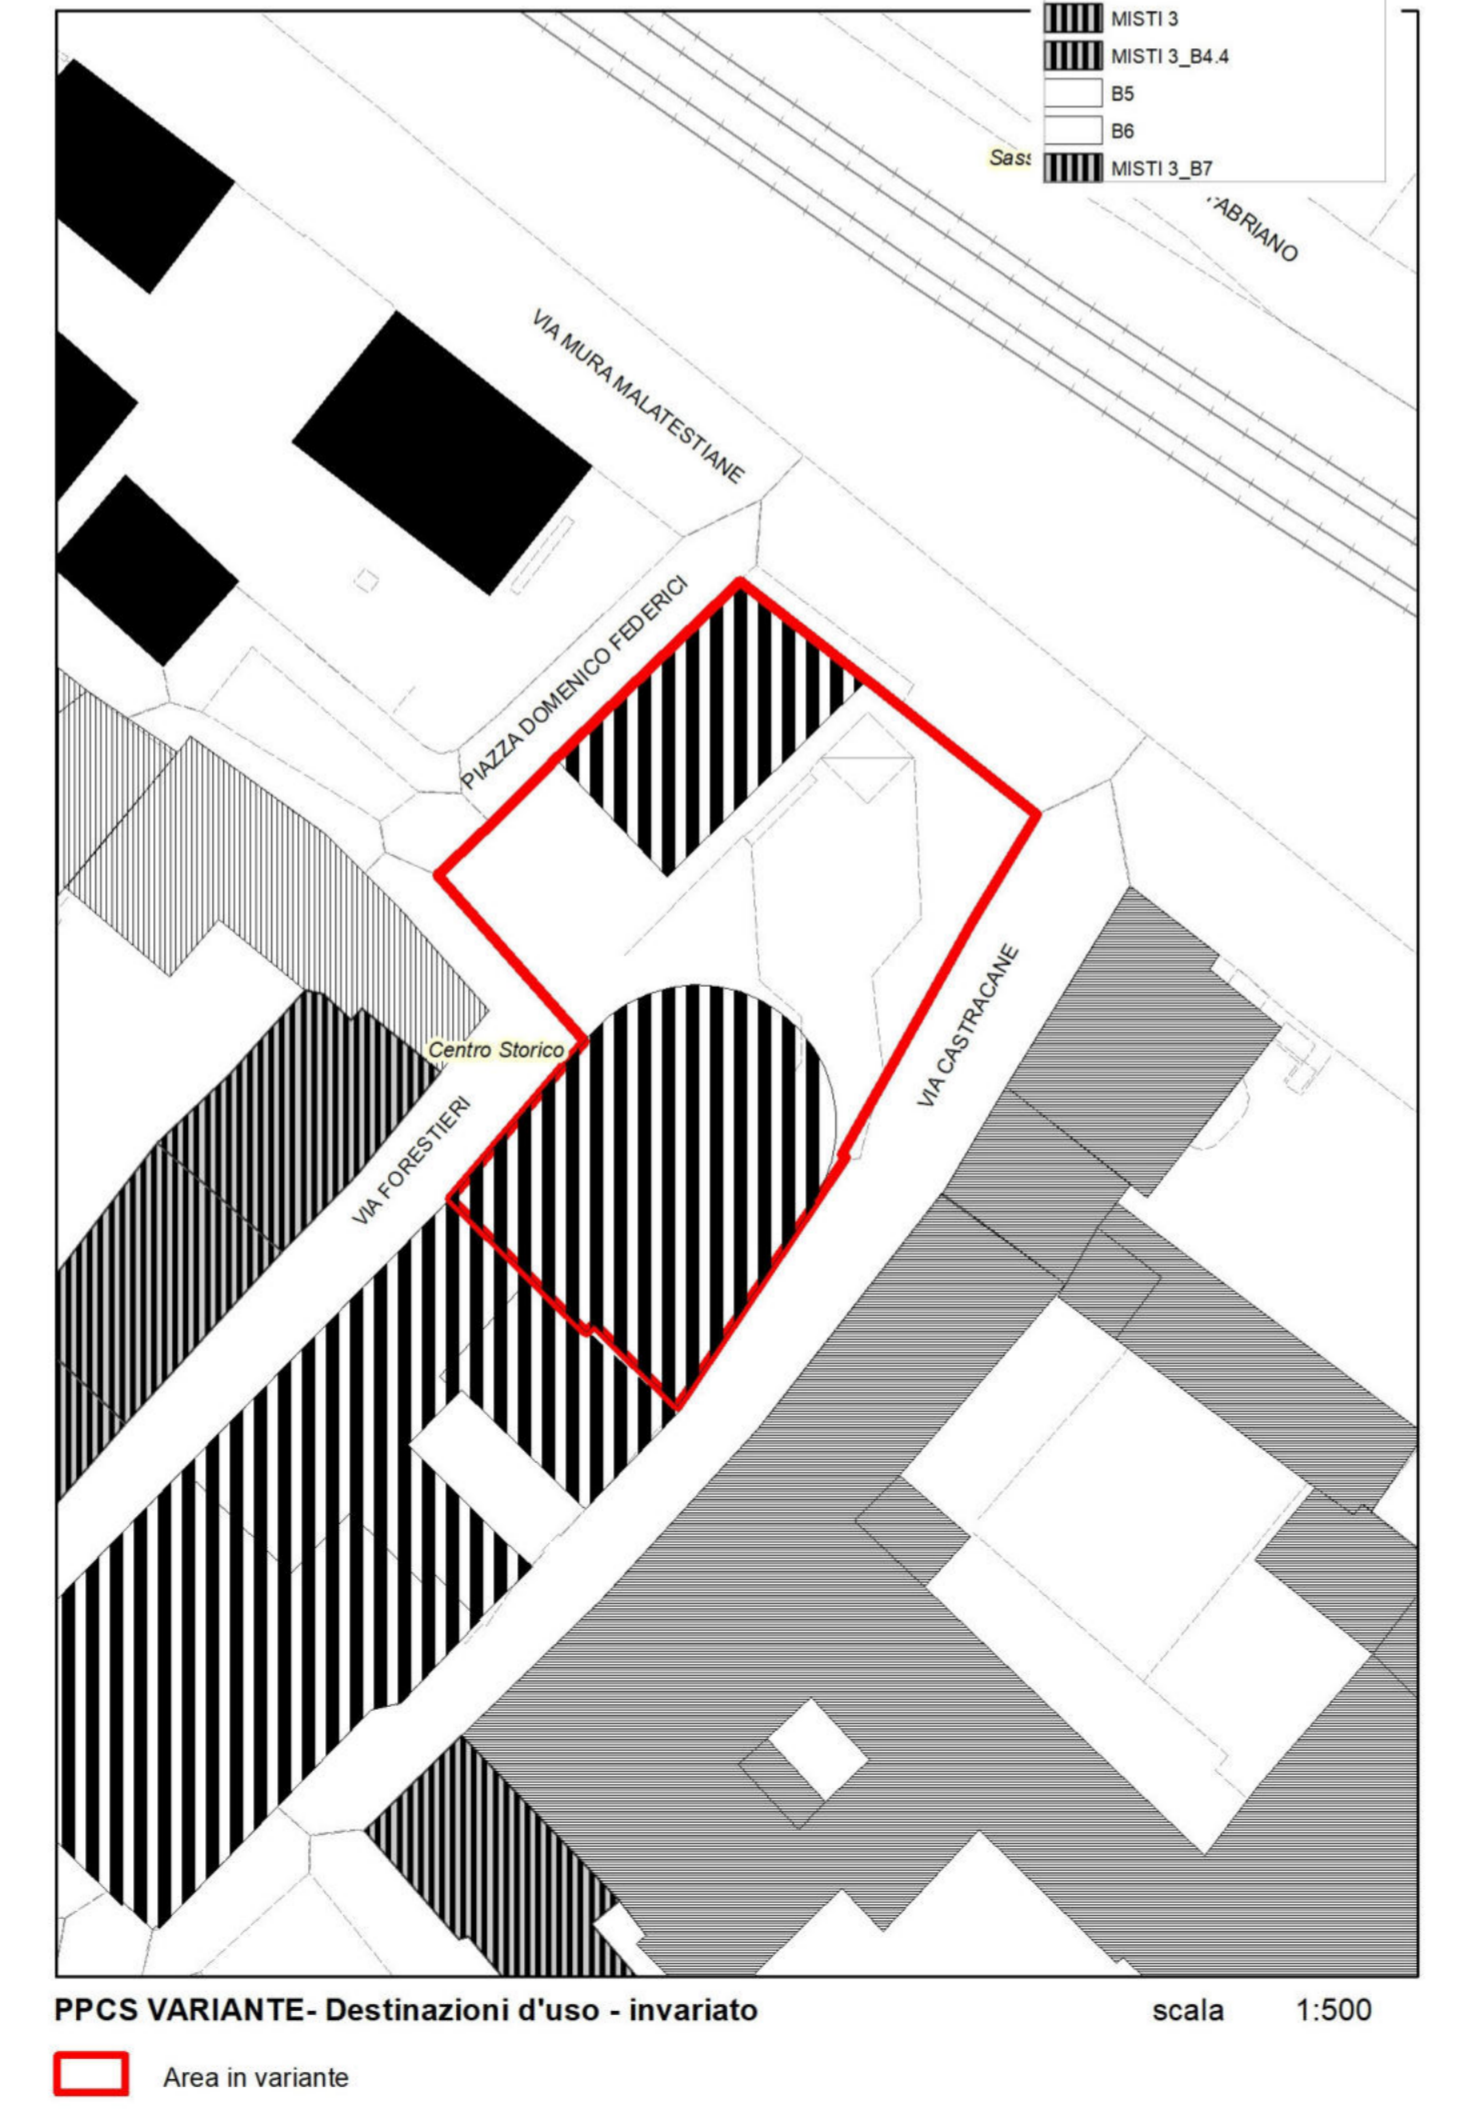 MISTI 3
MISTI 3_B4.4
B5
B6
MISTI 3_B7
VIA MURA MALATESTIANE
PIAZZA DOMENICO FEDERICI
VIA CASTRACANE
Centro Storico
VIA FORESTIERI
PPCS VARIANTE- Destinazioni d'uso - invariato
scala 1:500
Area in variante